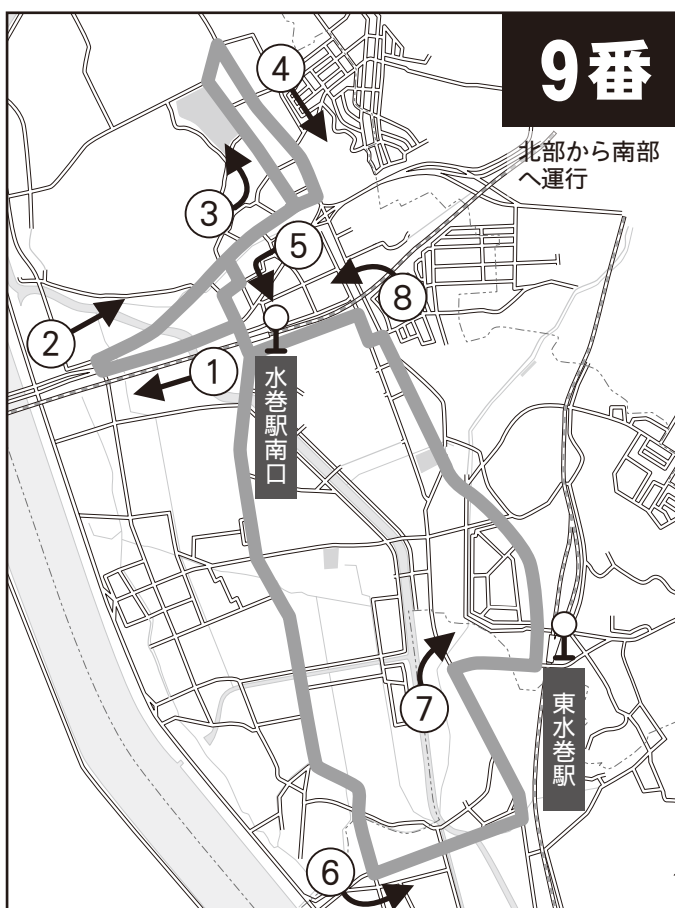 9番
北部から南部
へ運行
④
③
⑤
⑧
②
①
水巻駅南口
⑦
東水巻駅
⑥